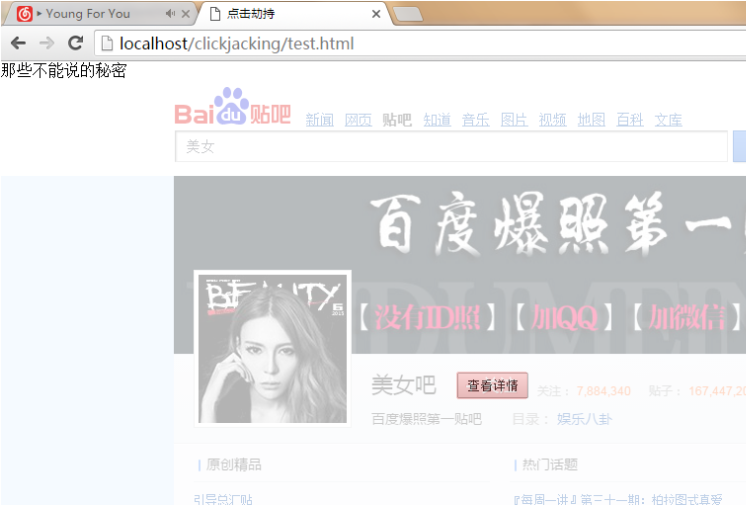 Young For You
点击劫持
localhost/clickjacking/test.html
那些不能说的秘密
Bai du 贴吧 新闻 网页 贴吧 知道 音乐 图片 视频 地图 百科 文库
美女
百度爆照第一
BEAUTY
【没有ID照】【加QQ】【加微信】
美女吧 查看详情 关注: 7,684,340 贴子: 167,447,2
百度爆照第一贴吧 目录: 娱乐八卦
原创精品 热门话题
引导总汇贴 『每周一讲』第三十一期: 柏拉图式真爱